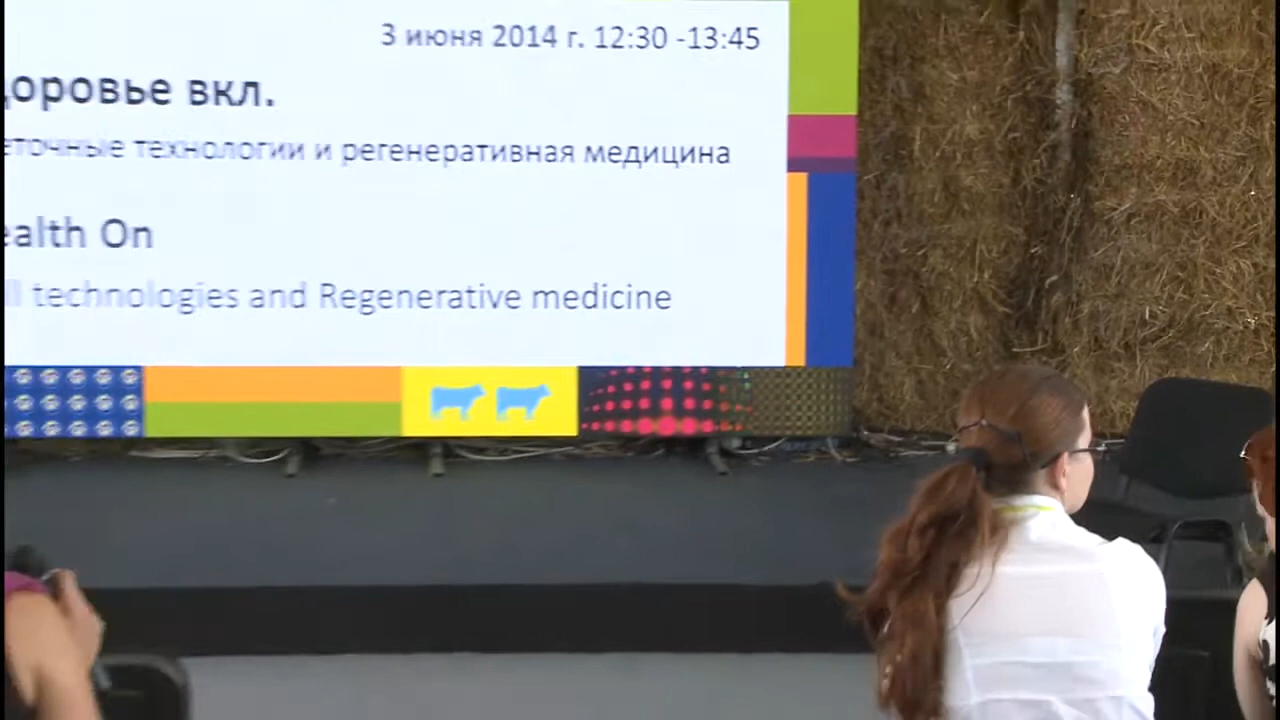 3 июня 2014 г. 12:30 -13:45
доровье вкл.
еточные технологии и регенеративная медицина
ealth On
ll technologies and Regenerative medicine